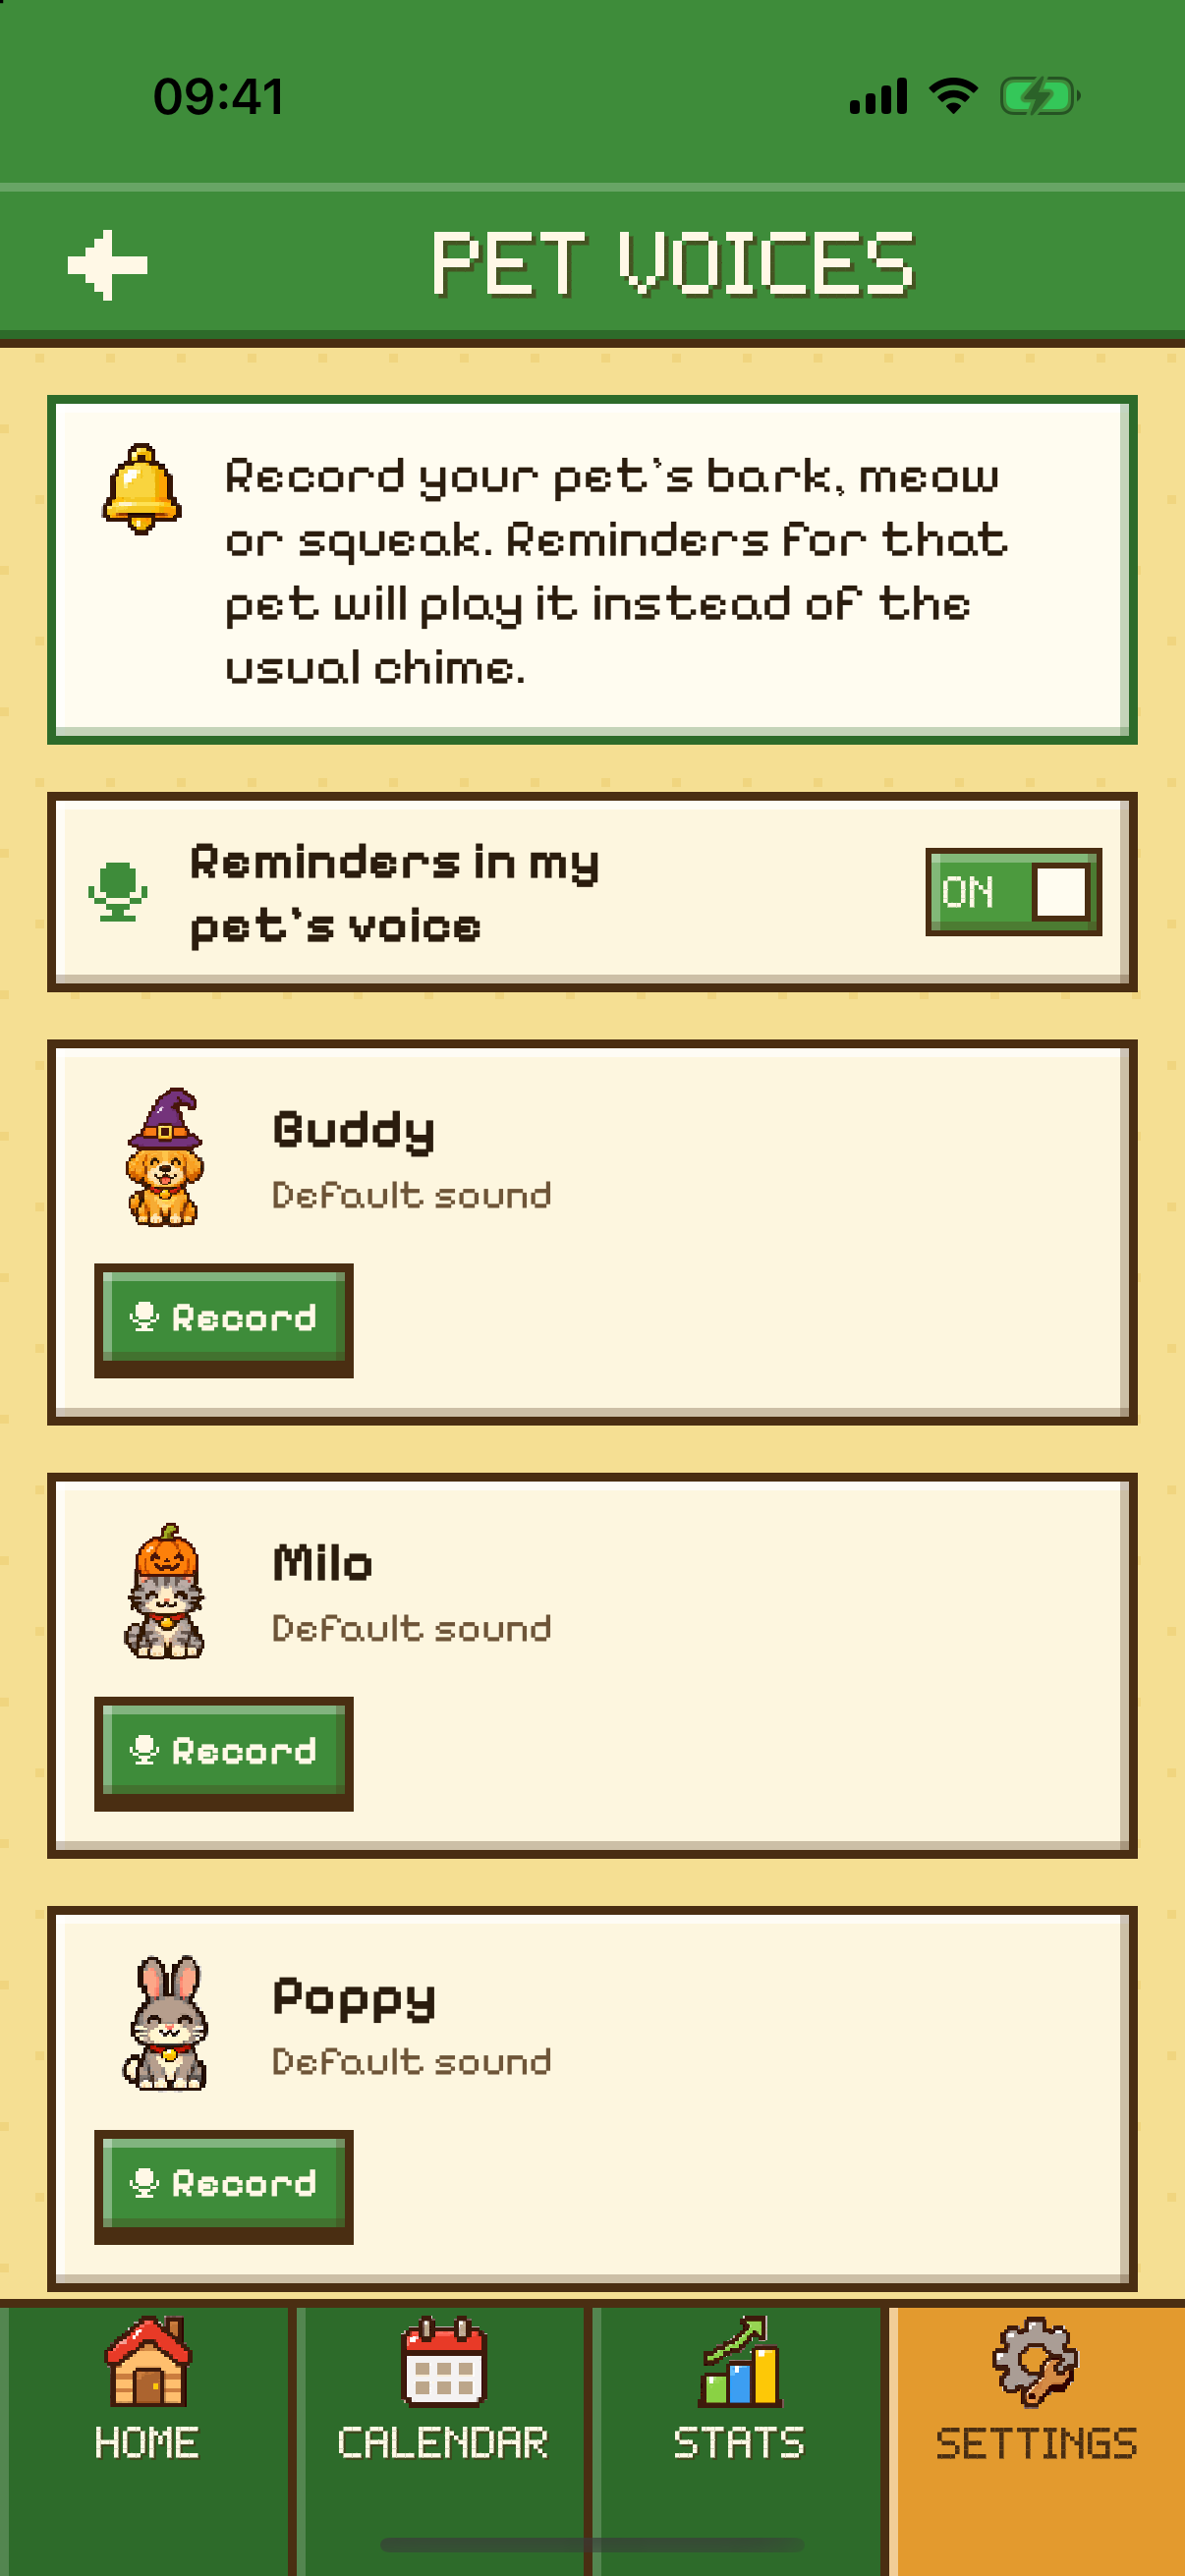 09:41
PET VOICES
Record your pet's bark, meow
or squeak. Reminders for that
pet will play it instead of the
usual chime.
Reminders in my
pet's voice
ON
Buddy
Default sound
Record
Milo
Default sound
Record
Poppy
Default sound
Record
HOME
CALENDAR
STATS
SETTINGS